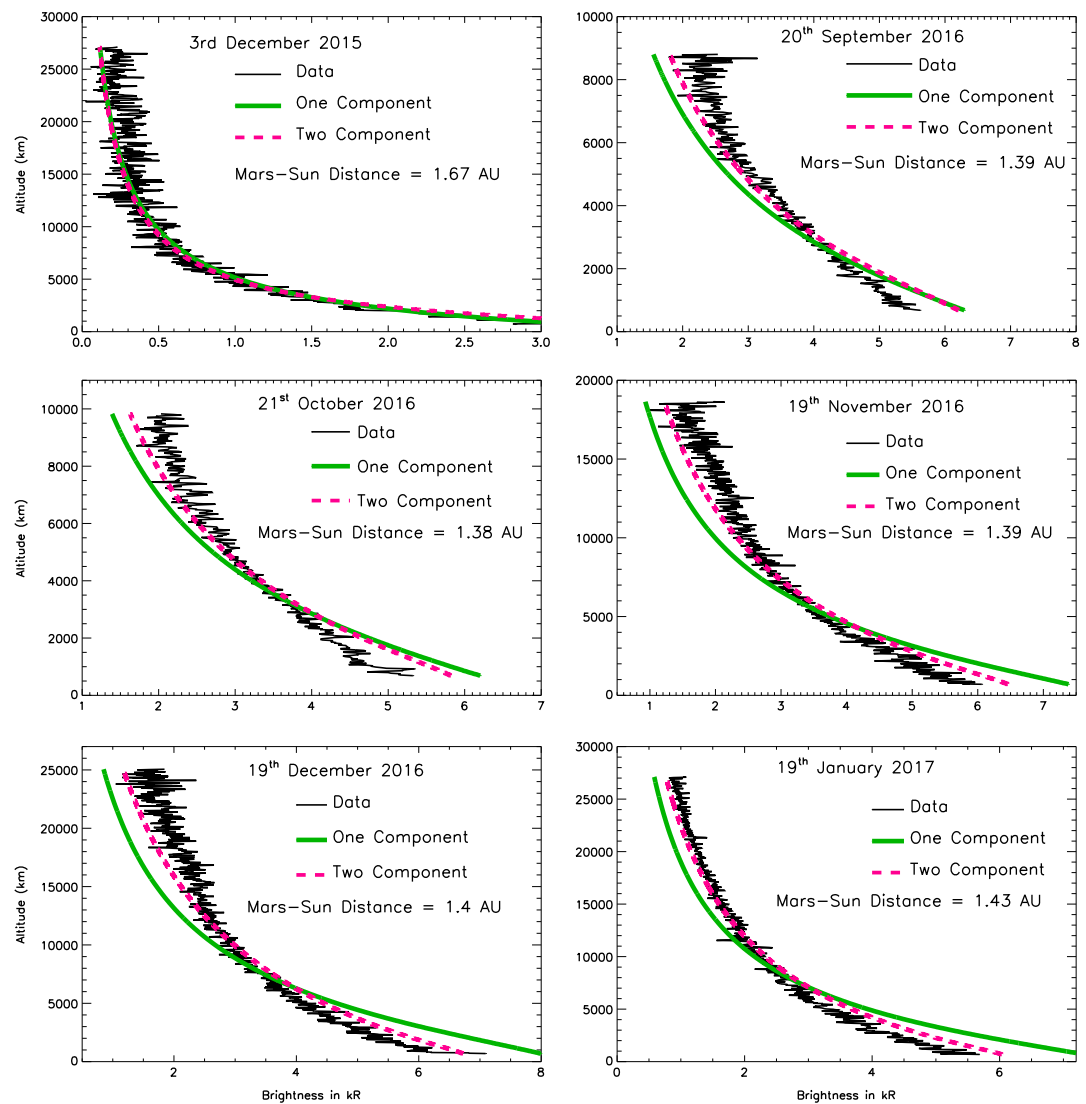 30000
25000
20000
15000
10000
5000
0
Altitude (km)
3rd December 2015
Data
One Component
Two Component
Mars–Sun Distance = 1.67 AU
0.0 0.5 1.0 1.5 2.0 2.5 3.0
10000
8000
6000
4000
2000
0
20th September 2016
Data
One Component
Two Component
Mars–Sun Distance = 1.39 AU
1 2 3 4 5 6 7 8
10000
8000
6000
4000
2000
0
Altitude (km)
21st October 2016
Data
One Component
Two Component
Mars–Sun Distance = 1.38 AU
1 2 3 4 5 6 7
20000
15000
10000
5000
0
19th November 2016
Data
One Component
Two Component
Mars–Sun Distance = 1.39 AU
1 2 3 4 5 6 7
25000
20000
15000
10000
5000
0
Altitude (km)
19th December 2016
Data
One Component
Two Component
Mars–Sun Distance = 1.4 AU
2 4 6 8
Brightness in kR
30000
25000
20000
15000
10000
5000
0
19th January 2017
Data
One Component
Two Component
Mars–Sun Distance = 1.43 AU
0 1 2 3 4 5 6 7
Brightness in kR